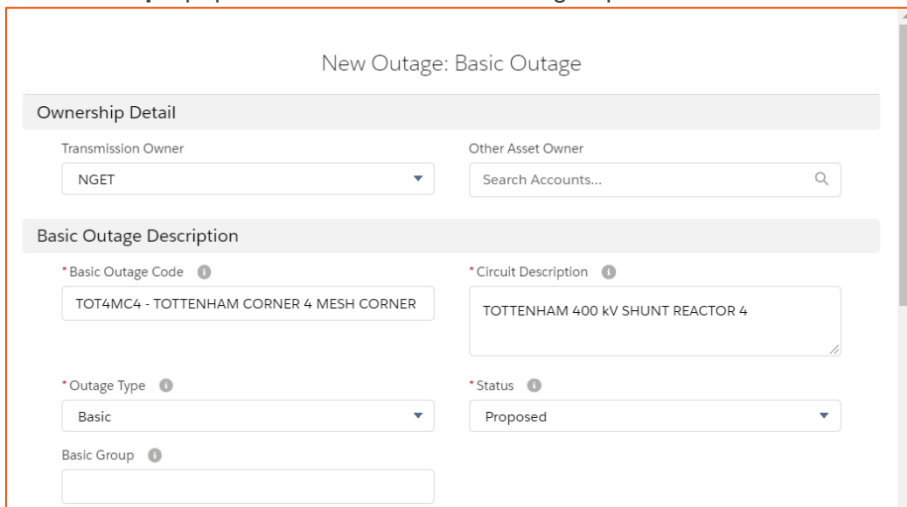 New Outage: Basic Outage
Ownership Detail
Transmission Owner
Other Asset Owner
NGET
Search Accounts...
Basic Outage Description
*Basic Outage Code
*Circuit Description
TOT4MC4 - TOTTENHAM CORNER 4 MESH CORNER
TOTTENHAM 400 kV SHUNT REACTOR 4
*Outage Type
*Status
Basic
Proposed
Basic Group